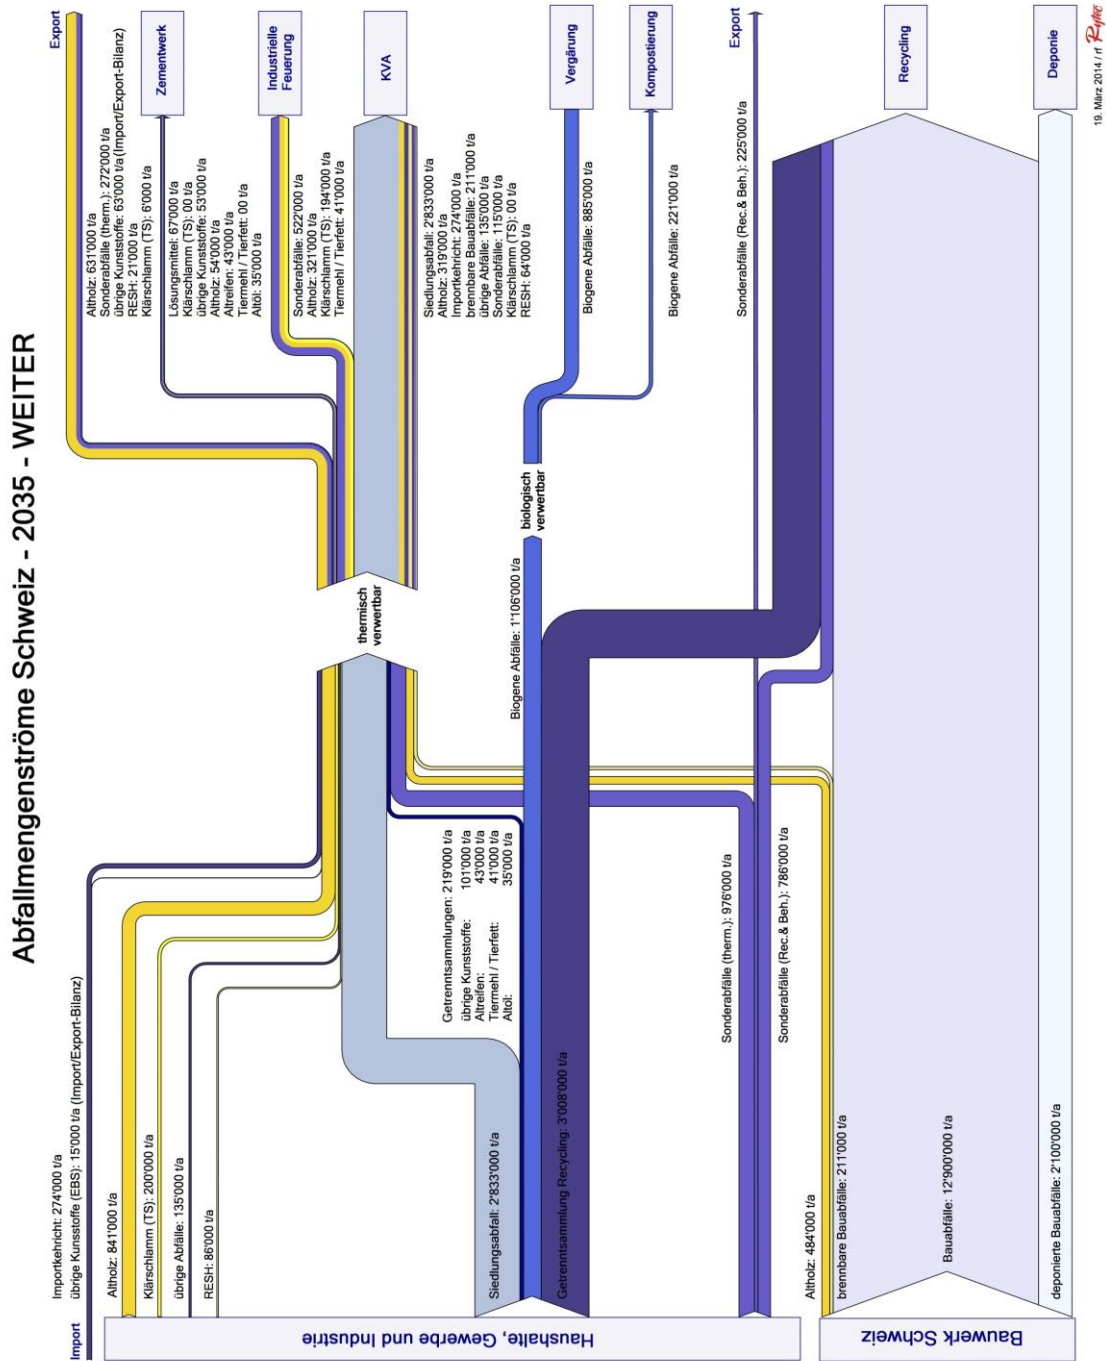 Abfallmengenströme Schweiz - 2035 - WEITER
Import
Importkehricht: 274'000 t/a
übrige Kunsstoffe (EBS): 15'000 t/a (Import/Export-Bilanz)
Altholz: 841'000 t/a
Klärschlamm (TS): 200'000 t/a
übrige Abfälle: 135'000 t/a
RESH: 86'000 t/a
Haushalte, Gewerbe und Industrie
Siedlungsabfall: 2'833'000 t/a
Getrenntsammlungen: 219'000 t/a
übrige Kunststoffe: 101'000 t/a
Altreifen: 43'000 t/a
Tiermehl / Tierfett: 41'000 t/a
Altöl: 35'000 t/a
Getrenntsammlung Recycling: 3'008'000 t/a
Biogene Abfälle: 1'106'000 t/a
Sonderabfälle (therm.): 976'000 t/a
Sonderabfälle (Rec.& Beh.): 786'000 t/a
Bauwerk Schweiz
Altholz: 484'000 t/a
brennbare Bauabfälle: 211'000 t/a
Bauabfälle: 12'900'000 t/a
deponierte Bauabfälle: 2'100'000 t/a
thermisch
verwertbar
biologisch
verwertbar
Export
Altholz: 631'000 t/a
Sonderabfälle (therm.): 272'000 t/a
übrige Kunstoffe: 63'000 t/a (Import/Export-Bilanz)
RESH: 21'000 t/a
Klärschlamm (TS): 6'000 t/a
Zementwerk
Lösungsmittel: 67'000 t/a
Klärschlamm (TS): 00 t/a
übrige Kunstoffe: 53'000 t/a
Altholz: 54'000 t/a
Altreifen: 43'000 t/a
Tiermehl / Tierfett: 00 t/a
Altöl: 35'000 t/a
Industrielle
Feuerung
Sonderabfälle: 522'000 t/a
Altholz: 321'000 t/a
Klärschlamm (TS): 194'000 t/a
Tiermehl / Tierfett: 41'000 t/a
KVA
Siedlungsabfall: 2'833'000 t/a
Altholz: 319'000 t/a
Importkehricht: 274'000 t/a
brennbare Bauabfälle: 211'000 t/a
übrige Abfälle: 135'000 t/a
Sonderabfälle: 115'000 t/a
Klärschlamm (TS): 00 t/a
RESH: 64'000 t/a
Vergärung
Biogene Abfälle: 885'000 t/a
Kompostierung
Biogene Abfälle: 221'000 t/a
Export
Sonderabfälle (Rec.& Beh.): 225'000 t/a
Recycling
Deponie
19. März 2014 / rf Rytec